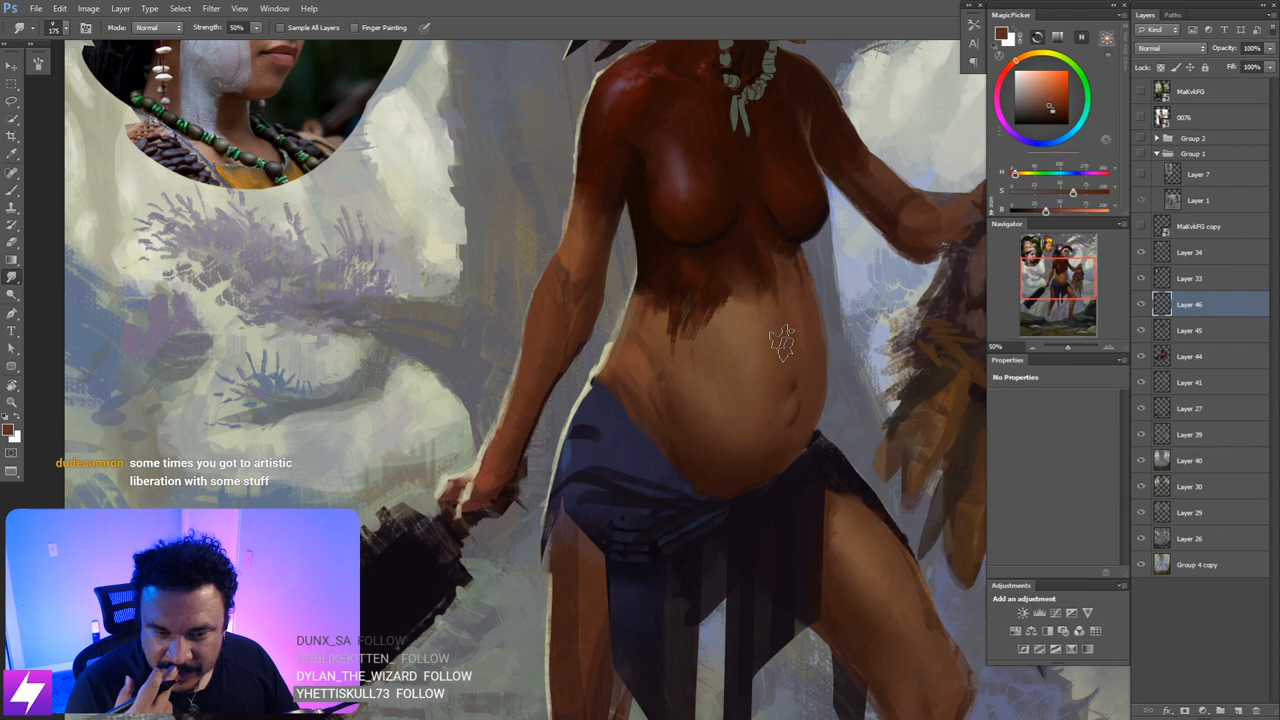 Ps File Edit Image Layer Type Select Filter View Window Help
175 Mode: Normal Strength: 50% Sample All Layers Finger Painting
MagicPicker
H
H
S
B
Navigator
50%
Properties
No Properties
Adjustments
Add an adjustment
Layers Paths
Kind
Normal Opacity: 100%
Lock: Fill: 100%
MaKvkFG
0076
Group 2
Group 1
Layer 7
Layer 1
MaKvkFG copy
Layer 34
Layer 33
Layer 46
Layer 45
Layer 44
Layer 41
Layer 27
Layer 39
Layer 40
Layer 30
Layer 29
Layer 26
Group 4 copy
dudecamron some times you got to artistic
liberation with some stuff
DUNX_SA FOLLOW
FOLLOW
DYLAN_THE_WIZARD FOLLOW
YHETTISKULL73 FOLLOW